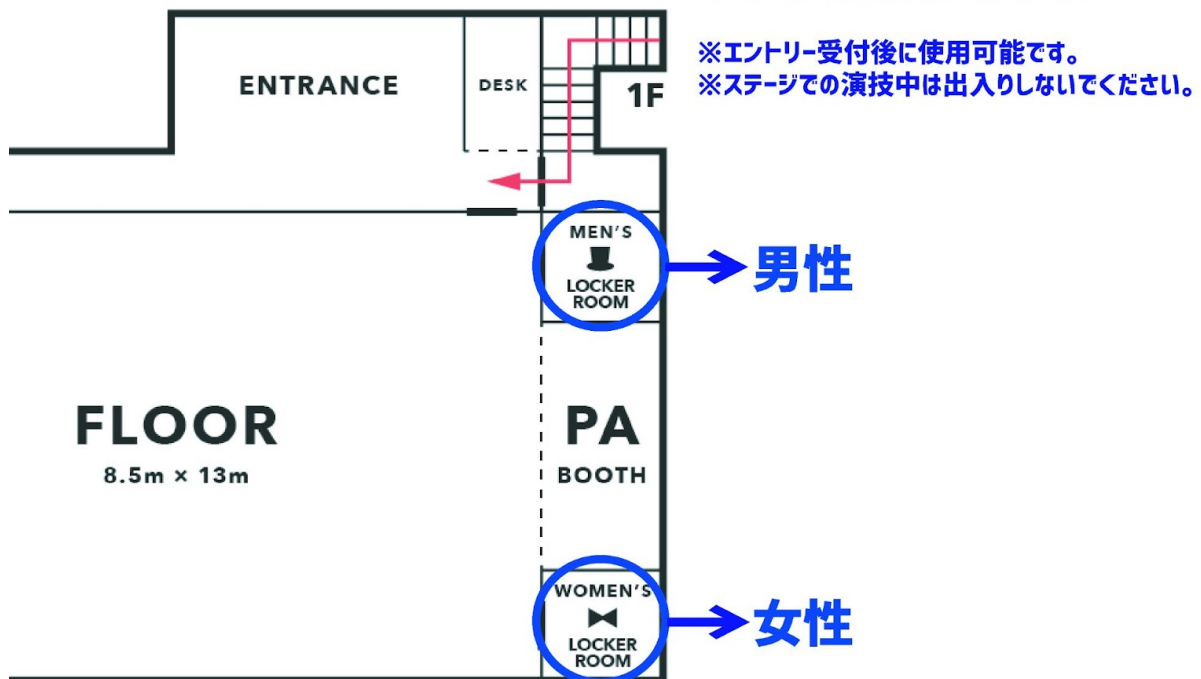 ※エントリー受付後に使用可能です。
※ステージでの演技中は出入りしないでください。
ENTRANCE
DESK
1F
MEN'S
LOCKER
ROOM
男性
FLOOR
8.5m × 13m
PA
BOOTH
WOMEN'S
LOCKER
ROOM
女性